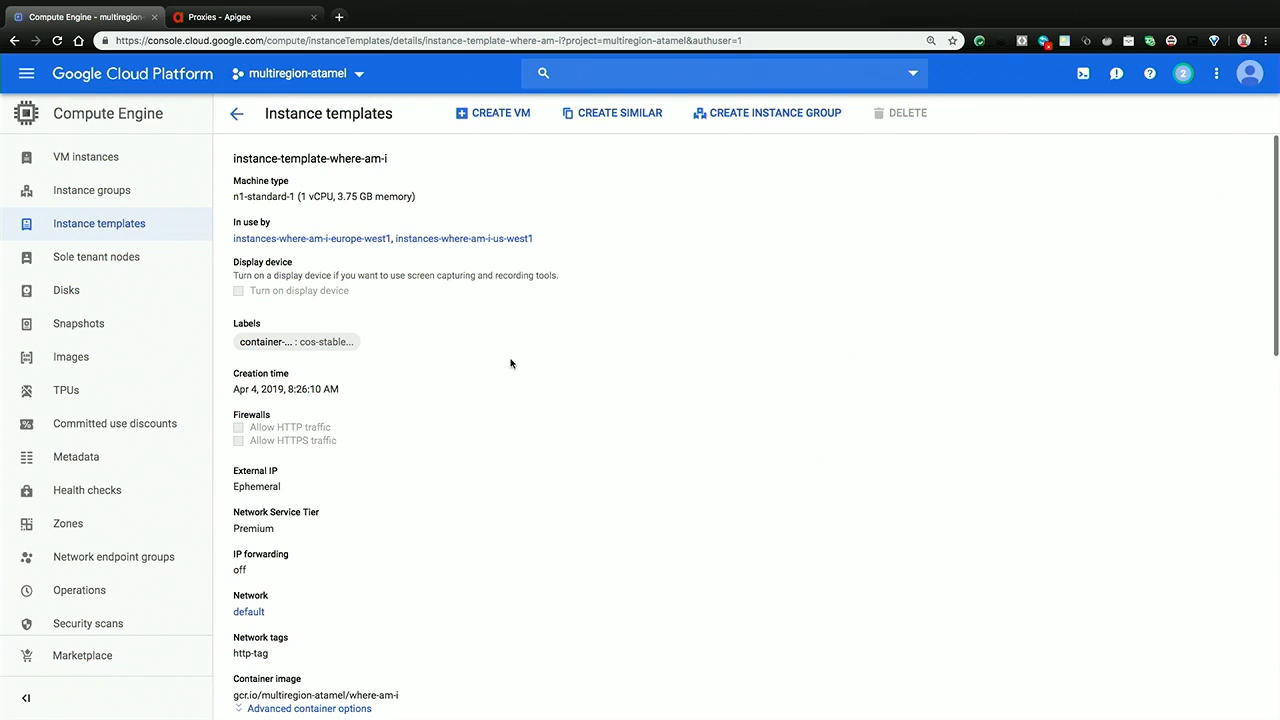 Compute Engine - multiregion-
Proxies - Apigee
https://console.cloud.google.com/compute/instanceTemplates/details/instance-template-where-am-i?project=multiregion-atamel&authuser=1
Google Cloud Platform
multiregion-atamel
2
Compute Engine
Instance templates
CREATE VM
CREATE SIMILAR
CREATE INSTANCE GROUP
DELETE
VM instances
Instance groups
Instance templates
Sole tenant nodes
Disks
Snapshots
Images
TPUs
Committed use discounts
Metadata
Health checks
Zones
Network endpoint groups
Operations
Security scans
Marketplace
instance-template-where-am-i
Machine type
n1-standard-1 (1 vCPU, 3.75 GB memory)
In use by
instances-where-am-i-europe-west1, instances-where-am-i-us-west1
Display device
Turn on a display device if you want to use screen capturing and recording tools.
Turn on display device
Labels
container-... : cos-stable...
Creation time
Apr 4, 2019, 8:26:10 AM
Firewalls
Allow HTTP traffic
Allow HTTPS traffic
External IP
Ephemeral
Network Service Tier
Premium
IP forwarding
off
Network
default
Network tags
http-tag
Container image
gcr.io/multiregion-atamel/where-am-i
Advanced container options